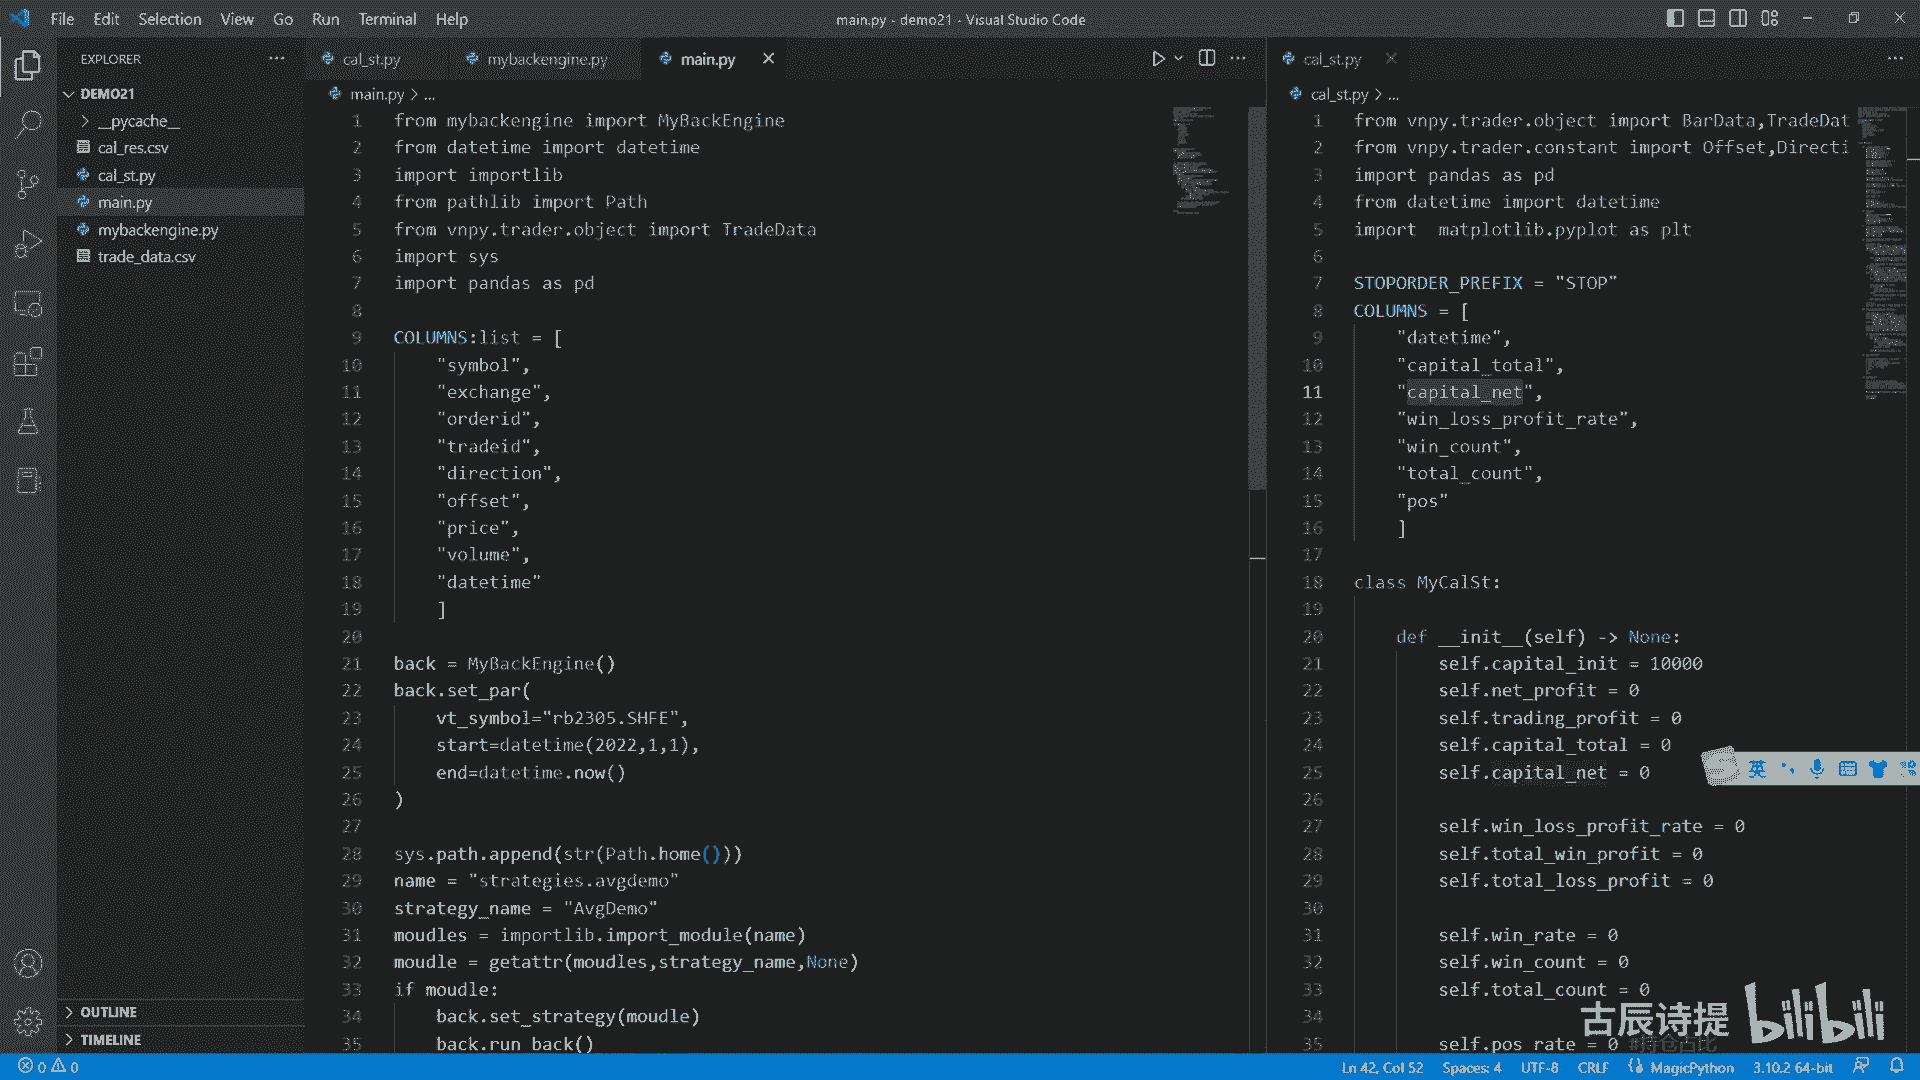 File Edit Selection View Go Run Terminal Help
main.py - demo21 - Visual Studio Code
EXPLORER
DEMO21
__pycache__
cal_res.csv
cal_st.py
main.py
mybackengine.py
trade_data.csv
OUTLINE
TIMELINE
cal_st.py mybackengine.py main.py
main.py > ...
1 from mybackengine import MyBackEngine
2 from datetime import datetime
3 import importlib
4 from pathlib import Path
5 from vnpy.trader.object import TradeData
6 import sys
7 import pandas as pd
8
9 COLUMNS:list = [
10 "symbol",
11 "exchange",
12 "orderid",
13 "tradeid",
14 "direction",
15 "offset",
16 "price",
17 "volume",
18 "datetime"
19 ]
20
21 back = MyBackEngine()
22 back.set_par(
23 vt_symbol="rb2305.SHFE",
24 start=datetime(2022,1,1),
25 end=datetime.now()
26 )
27
28 sys.path.append(str(Path.home()))
29 name = "strategies.avgdemo"
30 strategy_name = "AvgDemo"
31 moudles = importlib.import_module(name)
32 moudle = getattr(moudles,strategy_name,None)
33 if moudle:
34 back.set_strategy(moudle)
35 back.run_back()
cal_st.py
cal_st.py > ...
1 from vnpy.trader.object import BarData,TradeDat
2 from vnpy.trader.constant import Offset,Directi
3 import pandas as pd
4 from datetime import datetime
5 import matplotlib.pyplot as plt
6
7 STOPORDER_PREFIX = "STOP"
8 COLUMNS = [
9 "datetime",
10 "capital_total",
11 "capital_net",
12 "win_loss_profit_rate",
13 "win_count",
14 "total_count",
15 "pos"
16 ]
17
18 class MyCalSt:
19
20 def __init__(self) -> None:
21 self.capital_init = 10000
22 self.net_profit = 0
23 self.trading_profit = 0
24 self.capital_total = 0
25 self.capital_net = 0
26
27 self.win_loss_profit_rate = 0
28 self.total_win_profit = 0
29 self.total_loss_profit = 0
30
31 self.win_rate = 0
32 self.win_count = 0
33 self.total_count = 0
34
35 self.pos_rate = 0 #持仓占比
英
古辰诗提 bilibili
0 0
Ln 42, Col 52 Spaces: 4 UTF-8 CRLF MagicPython 3.10.2 64-bit